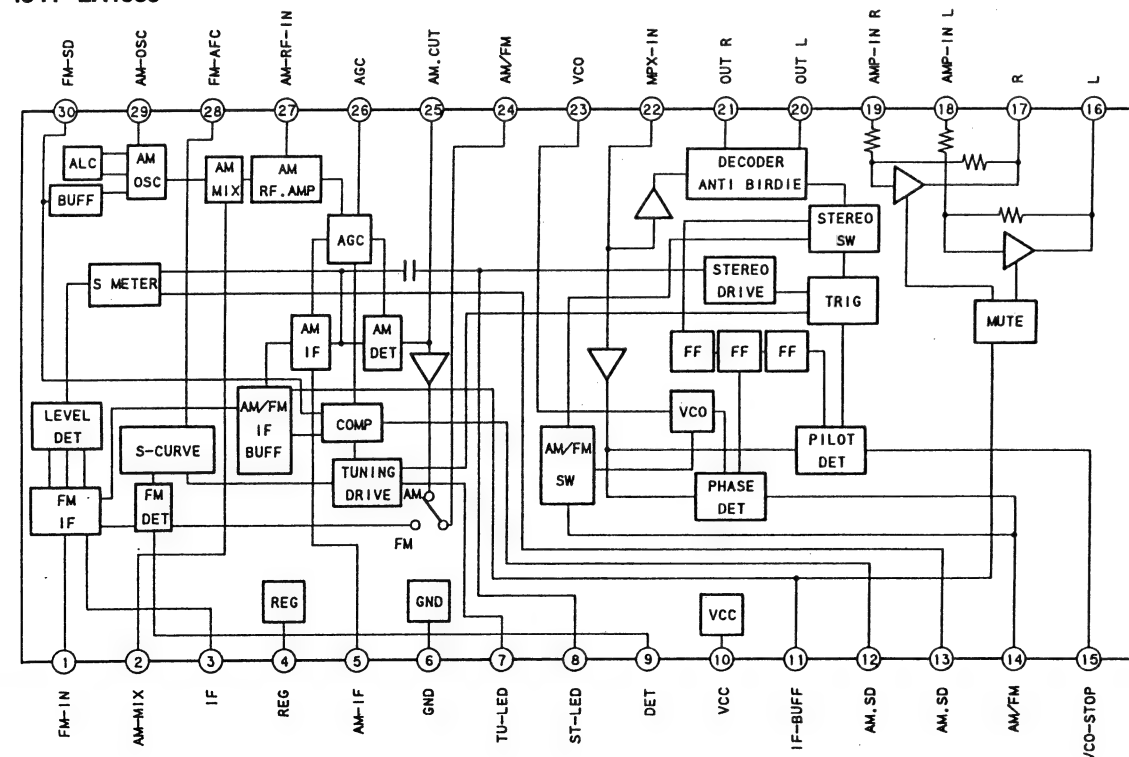 FM-SD
AM-OSC
FM-AFC
AM-RF-IN
AGC
AM.CUT
AM/FM
VCO
MPX-IN
OUT R
OUT L
AMP-IN R
AMP-IN L
R
L
30
29
28
27
26
25
24
23
22
21
20
19
18
17
16
ALC
AM
OSC
BUFF
AM
MIX
AM
RF.AMP
AGC
DECODER
ANTI BIRDIE
STEREO
SW
S METER
STEREO
DRIVE
TRIG
MUTE
AM
IF
AM
DET
FF
FF
FF
LEVEL
DET
S-CURVE
AM/FM
IF
BUFF
COMP
VCO
AM/FM
SW
PILOT
DET
FM
IF
FM
DET
TUNING
DRIVE
AM
FM
PHASE
DET
REG
GND
VCC
1
2
3
4
5
6
7
8
9
10
11
12
13
14
15
FM-IN
AM-MIX
IF
REG
AM-IF
GND
TU-LED
ST-LED
DET
VCC
IF-BUFF
AM.SD
AM.SD
AM/FM
VCO-STOP